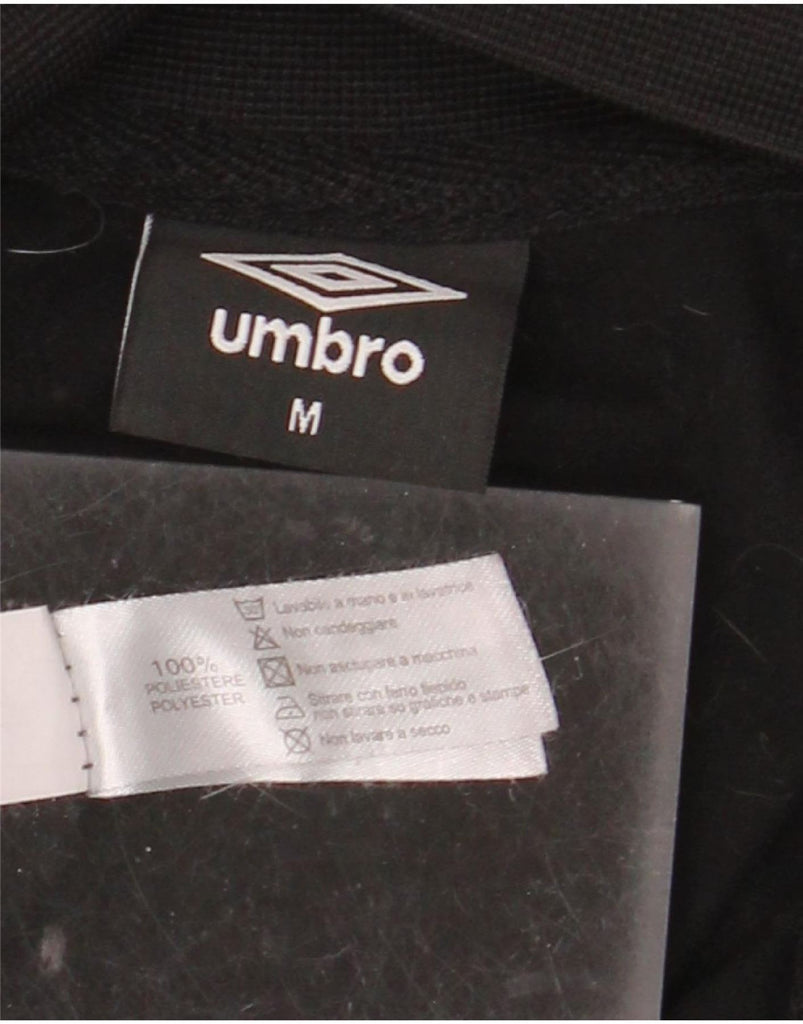 umbro
M
Lavabile a mano e in lavatrice
Non candeggiare
100%
POLIESTERE
POLYESTER
Non asciugare a macchina
Stirare con ferro tiepido
non stirare su grafiche e stampe
Non lavare a secco